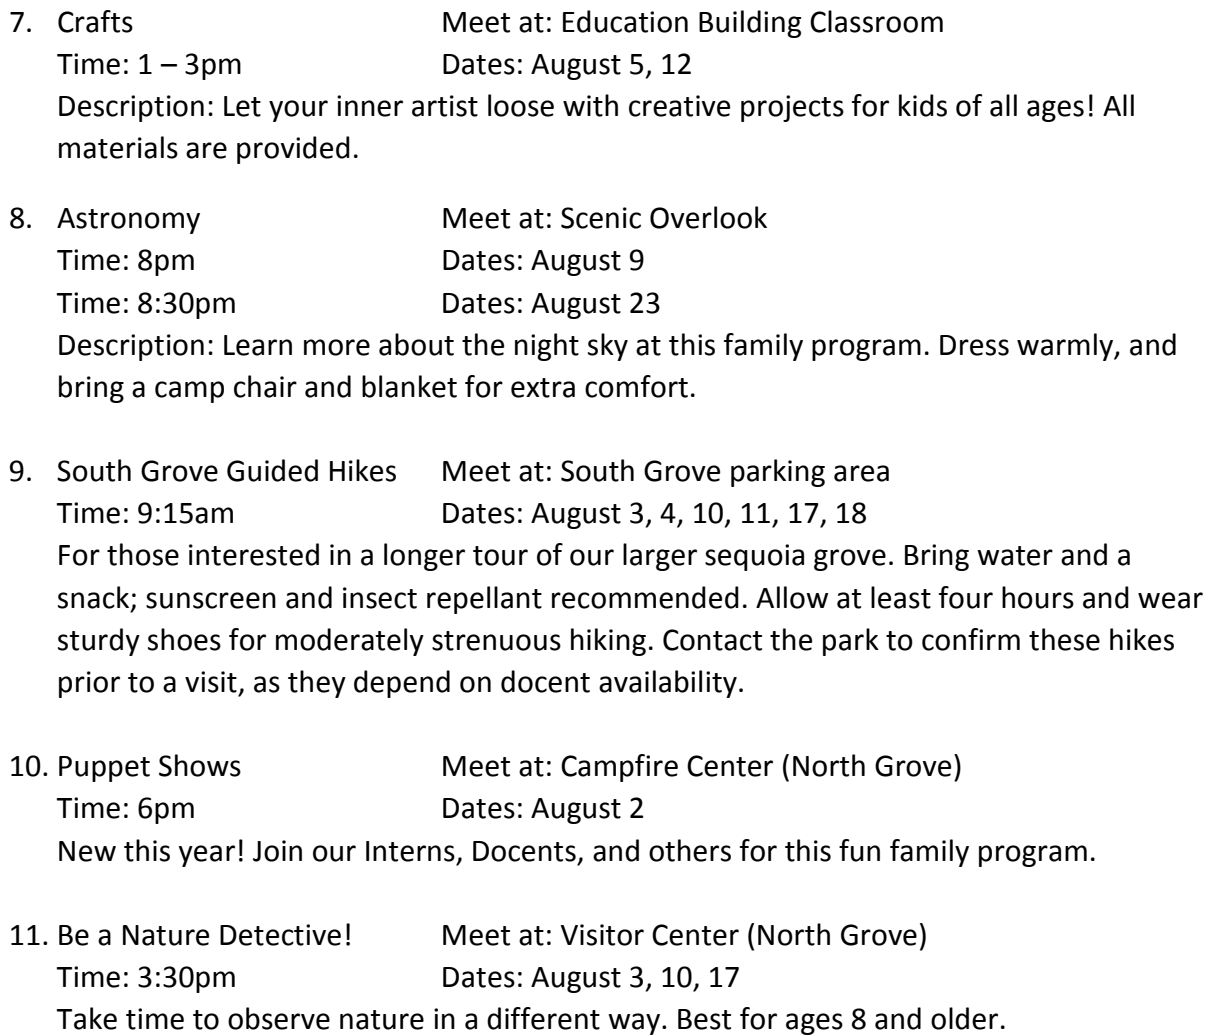 7. Crafts Meet at: Education Building Classroom
Time: 1 – 3pm Dates: August 5, 12
Description: Let your inner artist loose with creative projects for kids of all ages! All
materials are provided.
8. Astronomy Meet at: Scenic Overlook
Time: 8pm Dates: August 9
Time: 8:30pm Dates: August 23
Description: Learn more about the night sky at this family program. Dress warmly, and
bring a camp chair and blanket for extra comfort.
9. South Grove Guided Hikes Meet at: South Grove parking area
Time: 9:15am Dates: August 3, 4, 10, 11, 17, 18
For those interested in a longer tour of our larger sequoia grove. Bring water and a
snack; sunscreen and insect repellant recommended. Allow at least four hours and wear
sturdy shoes for moderately strenuous hiking. Contact the park to confirm these hikes
prior to a visit, as they depend on docent availability.
10. Puppet Shows Meet at: Campfire Center (North Grove)
Time: 6pm Dates: August 2
New this year! Join our Interns, Docents, and others for this fun family program.
11. Be a Nature Detective! Meet at: Visitor Center (North Grove)
Time: 3:30pm Dates: August 3, 10, 17
Take time to observe nature in a different way. Best for ages 8 and older.